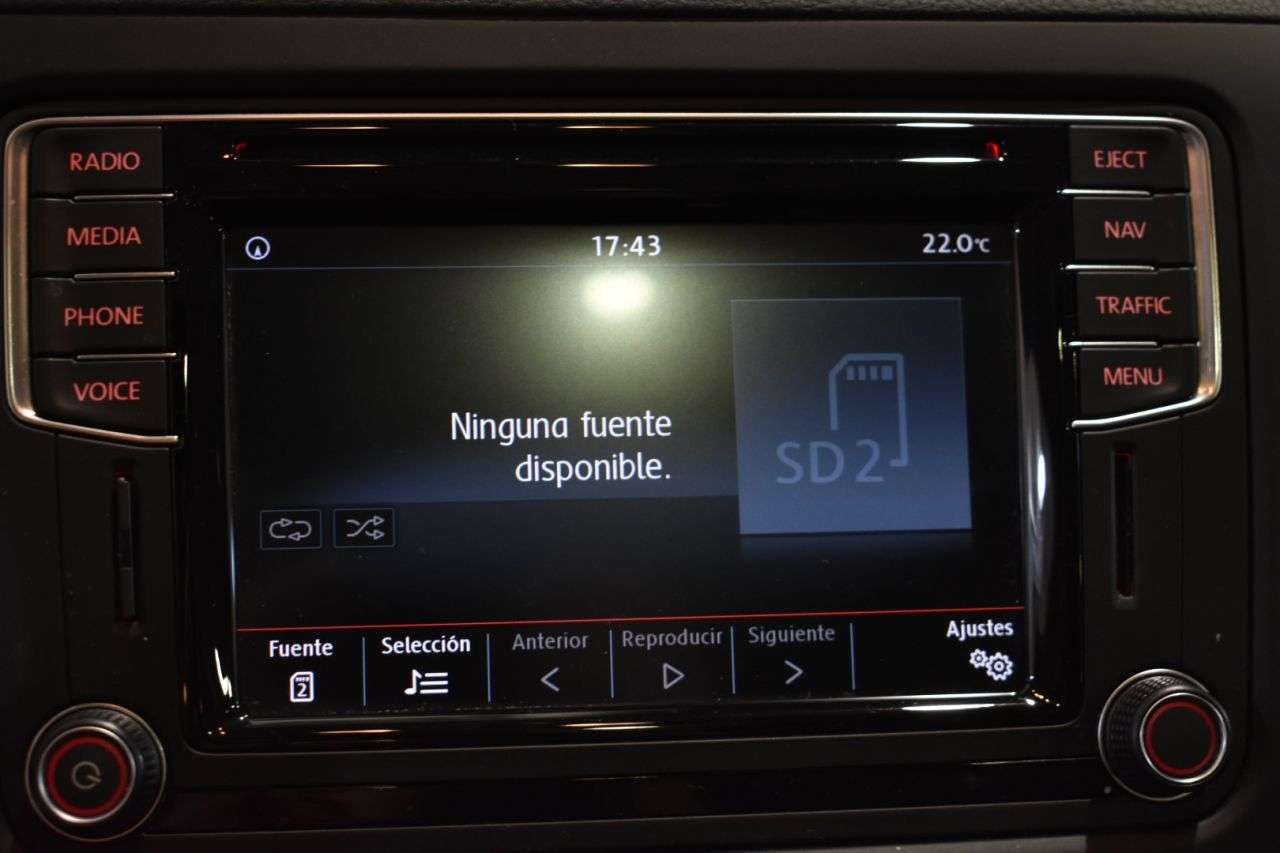 RADIO
MEDIA
PHONE
VOICE
EJECT
NAV
TRAFFIC
MENU
17:43
22.0°C
Ninguna fuente
disponible.
SD2
Fuente
2
Selección
Anterior
Reproducir
Siguiente
Ajustes